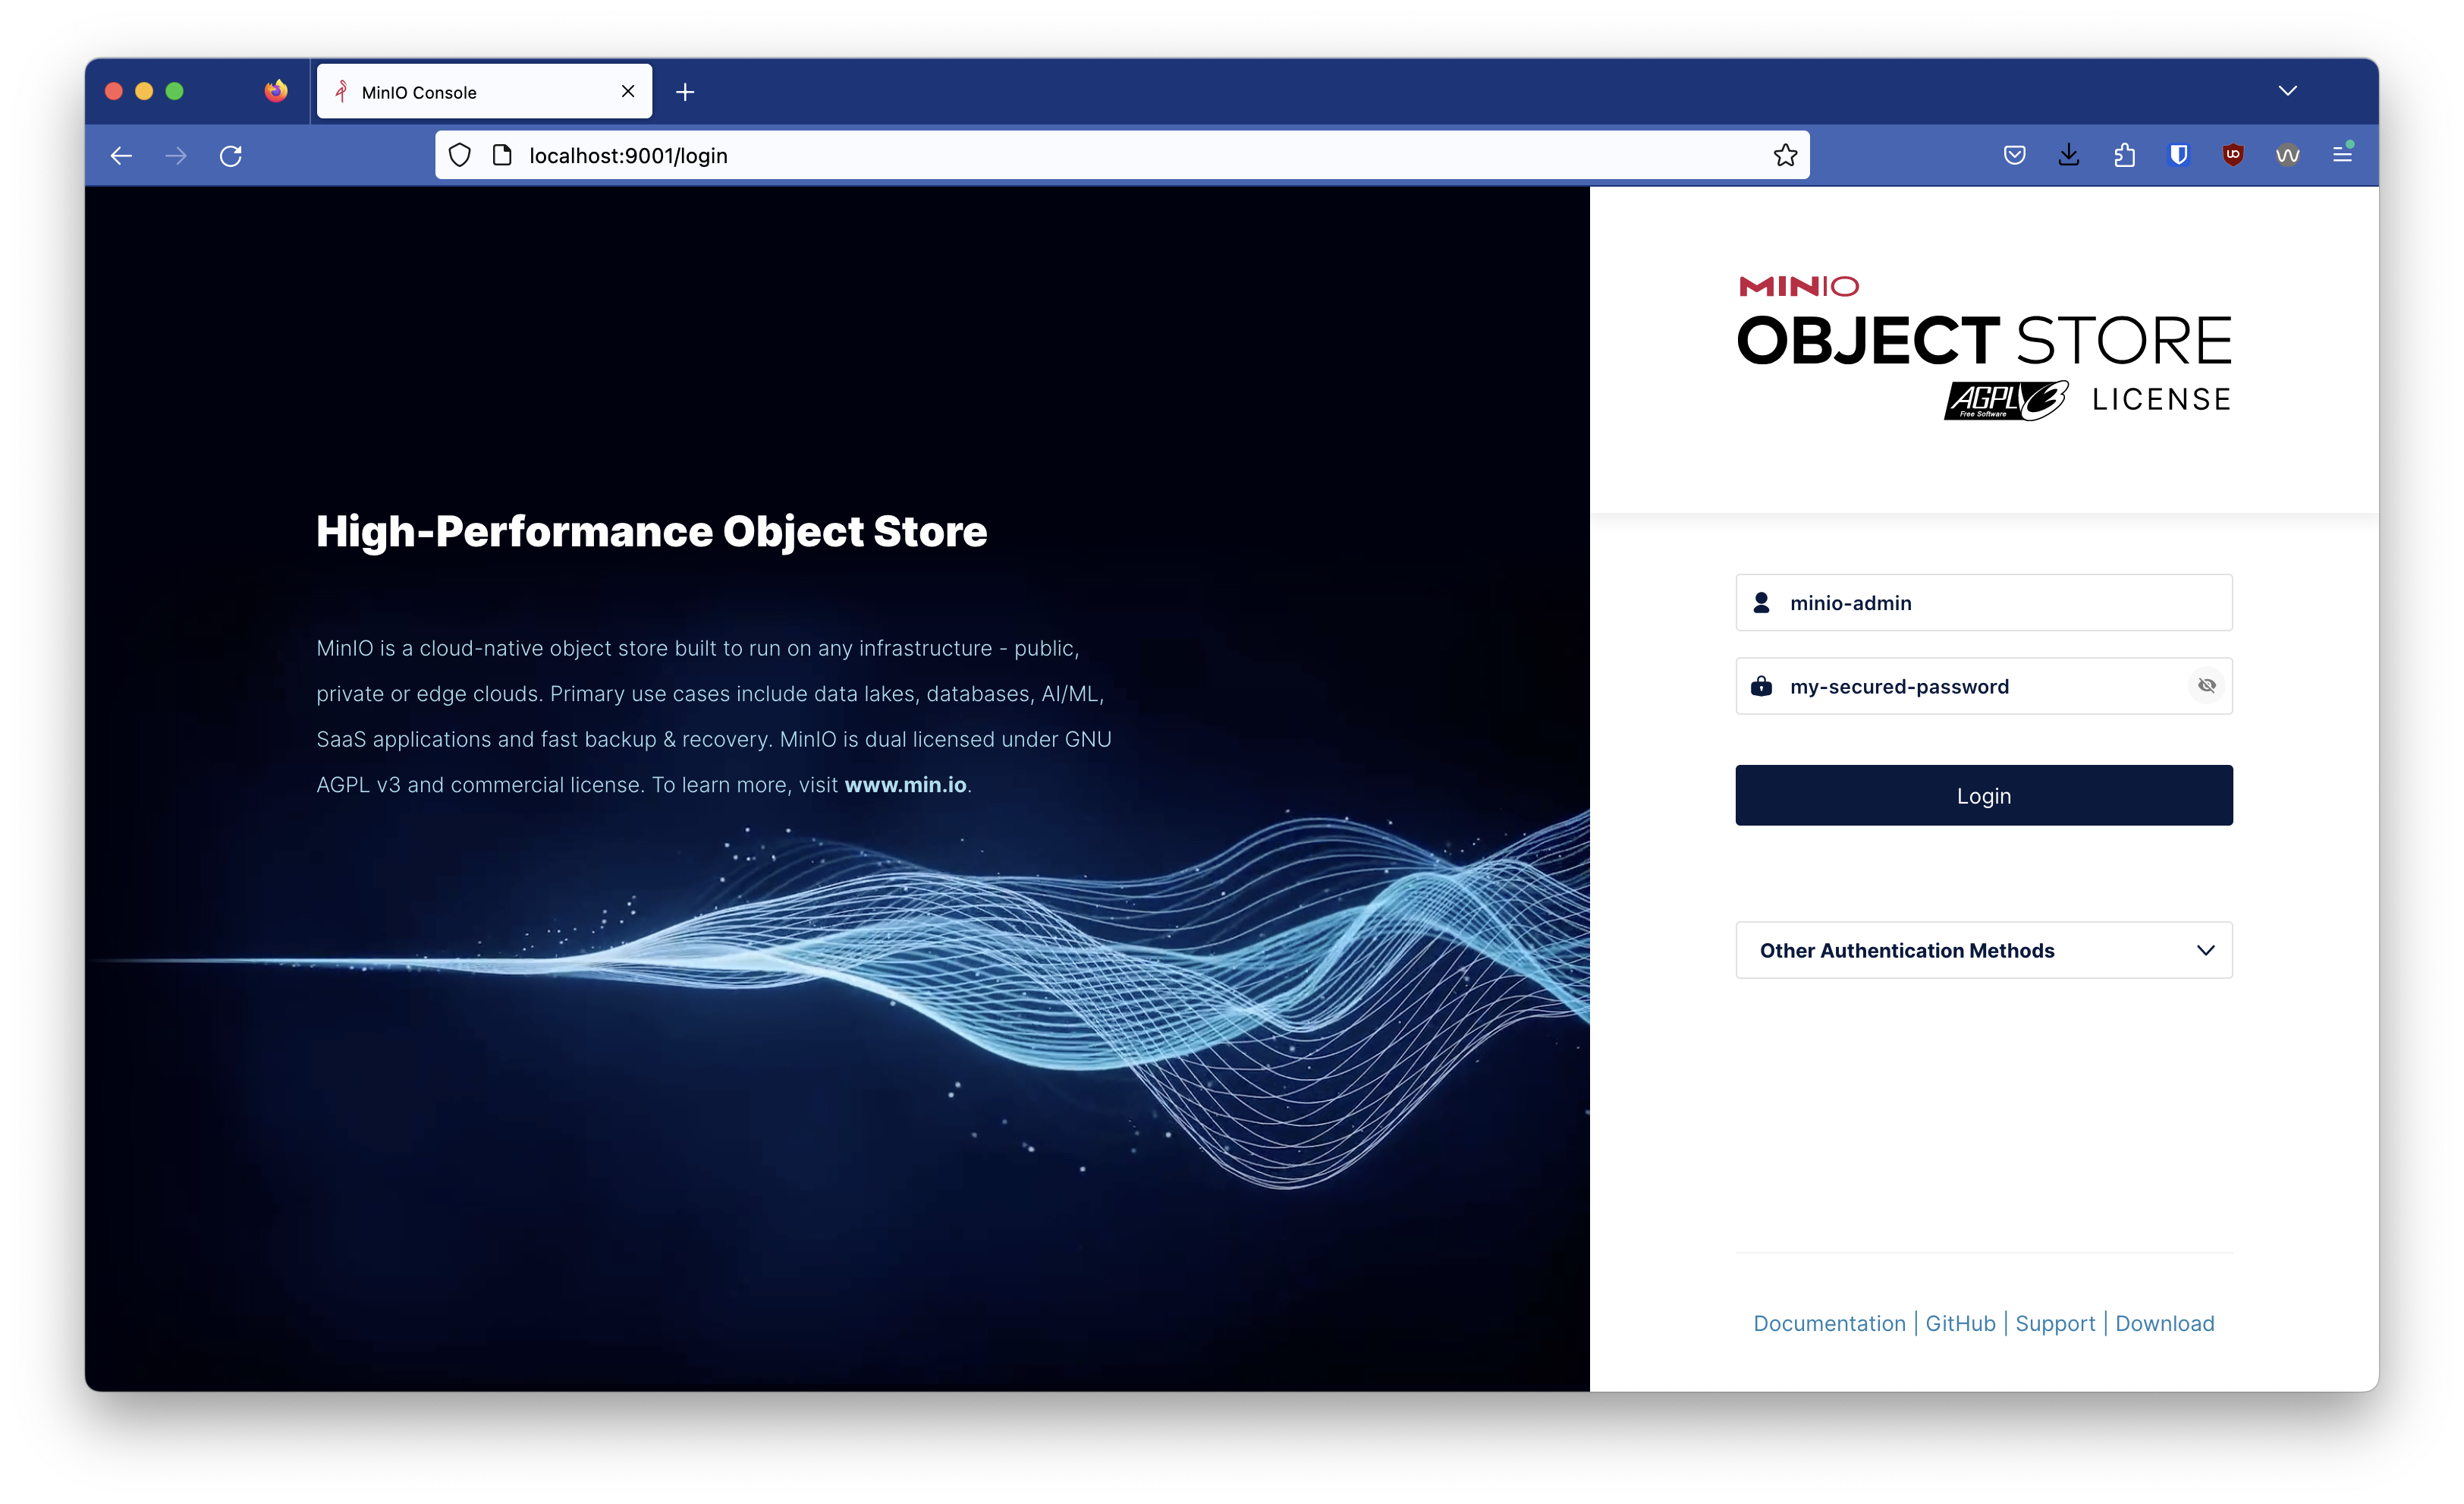 MinIO Console
localhost:9001/login
High-Performance Object Store
MinIO is a cloud-native object store built to run on any infrastructure - public,
private or edge clouds. Primary use cases include data lakes, databases, AI/ML,
SaaS applications and fast backup & recovery. MinIO is dual licensed under GNU
AGPL v3 and commercial license. To learn more, visit www.min.io.
MINIO
OBJECT STORE
AGPLv3 LICENSE
Free Software
minio-admin
my-secured-password
Login
Other Authentication Methods
Documentation | GitHub | Support | Download